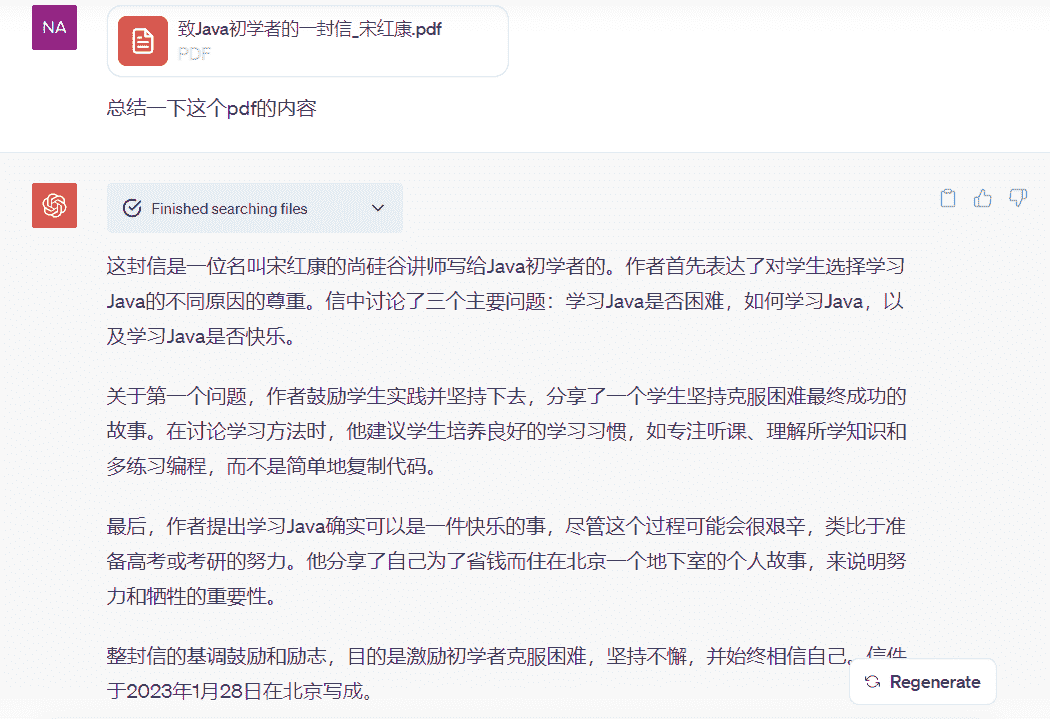 NA
致Java初学者的一封信_宋红康.pdf
PDF
总结一下这个pdf的内容
Finished searching files
这封信是一位名叫宋红康的尚硅谷讲师写给Java初学者的。作者首先表达了对学生选择学习
Java的不同原因的尊重。信中讨论了三个主要问题：学习Java是否困难，如何学习Java，以
及学习Java是否快乐。
关于第一个问题，作者鼓励学生实践并坚持下去，分享了一个学生坚持克服困难最终成功的
故事。在讨论学习方法时，他建议学生培养良好的学习习惯，如专注听课、理解所学知识和
多练习编程，而不是简单地复制代码。
最后，作者提出学习Java确实可以是一件快乐的事，尽管这个过程可能会很艰辛，类比于准
备高考或考研的努力。他分享了自己为了省钱而住在北京一个地下室的个人故事，来说明努
力和牺牲的重要性。
整封信的基调鼓励和励志，目的是激励初学者克服困难，坚持不懈，并始终相信自己。信件
于2023年1月28日在北京写成。
Regenerate